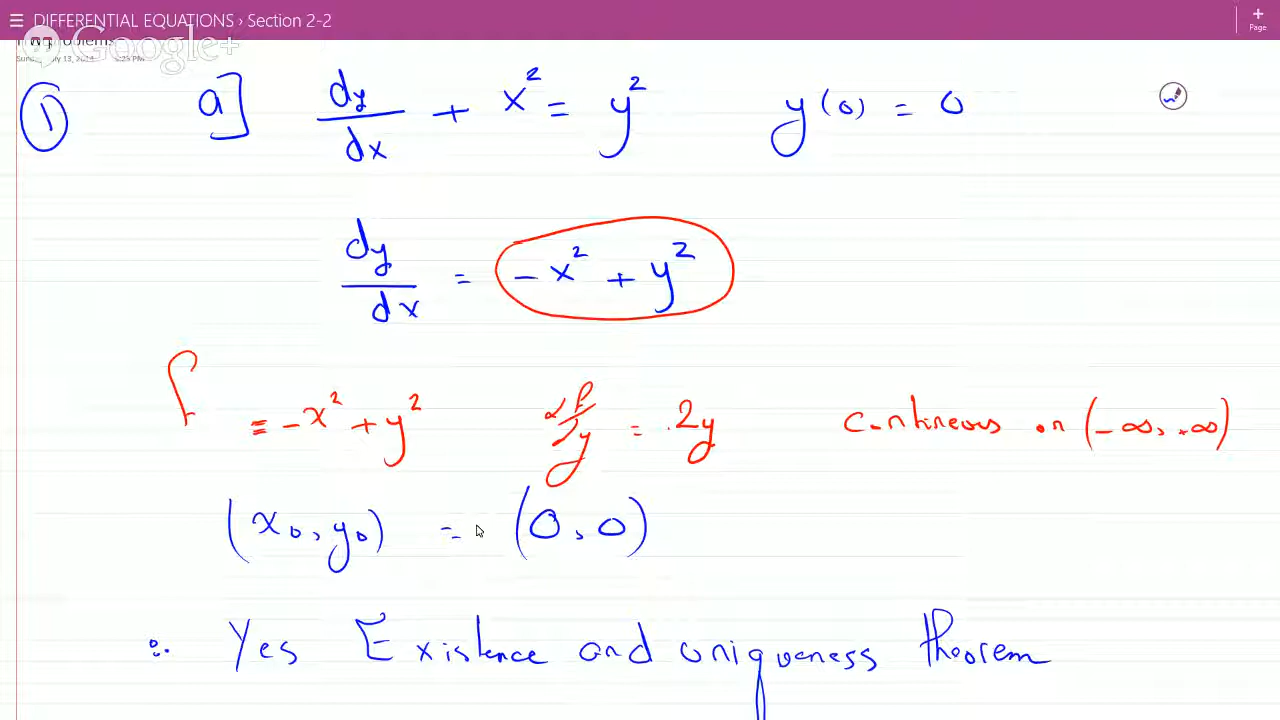 ≡ DIFFERENTIAL EQUATIONS › Section 2-2
+ Page
Google+
① a] dy/dx + x² = y² y(0) = 0
dy/dx = -x² + y²
f = -x² + y² ∂f/∂y = 2y continuous on (-∞, ∞)
(x₀, y₀) = (0, 0)
∴ Yes Existence and uniqueness theorem